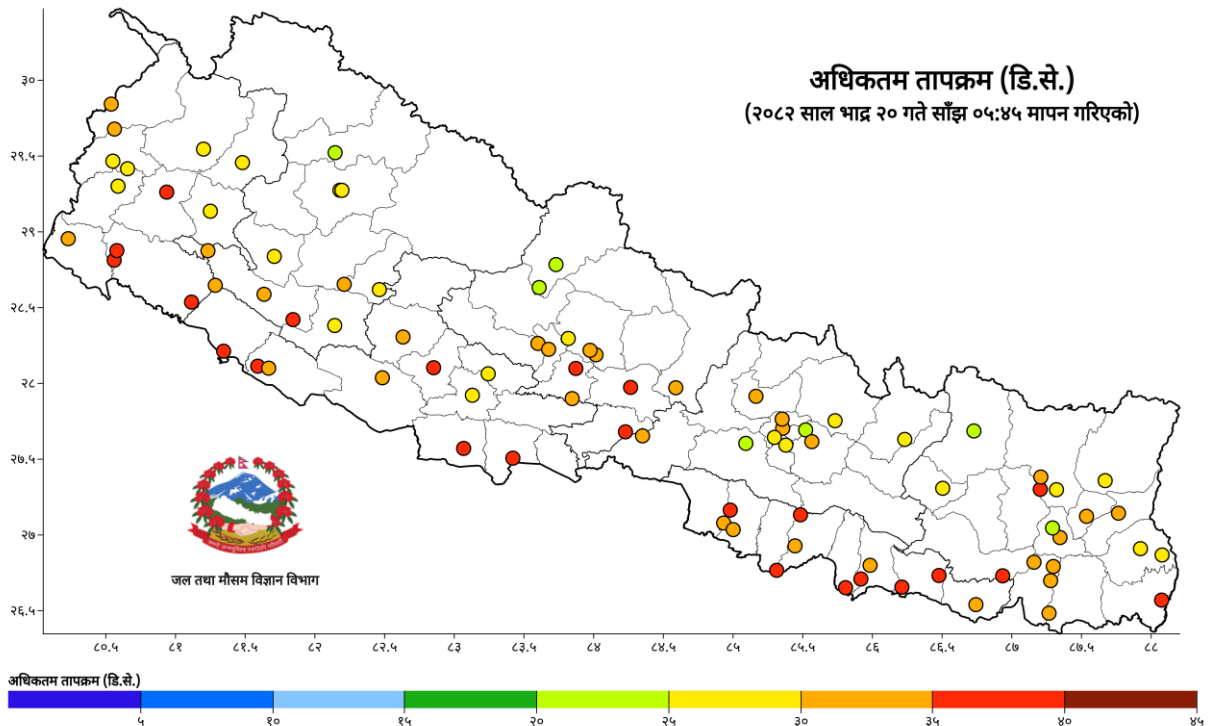 अधिकतम तापक्रम (डि.से.)
(२०८२ साल भाद्र २० गते साँझ ०५:४५ मापन गरिएको)
३०
२९.५
२९
२८.५
२८
२७.५
२७
२६.५
जल तथा मौसम विज्ञान विभाग
८०.५ ८१ ८१.५ ८२ ८२.५ ८३ ८३.५ ८४ ८४.५ ८५ ८५.५ ८६ ८६.५ ८७ ८७.५ ८८
अधिकतम तापक्रम (डि.से.)
५ १० १५ २० २५ ३० ३५ ४० ४५